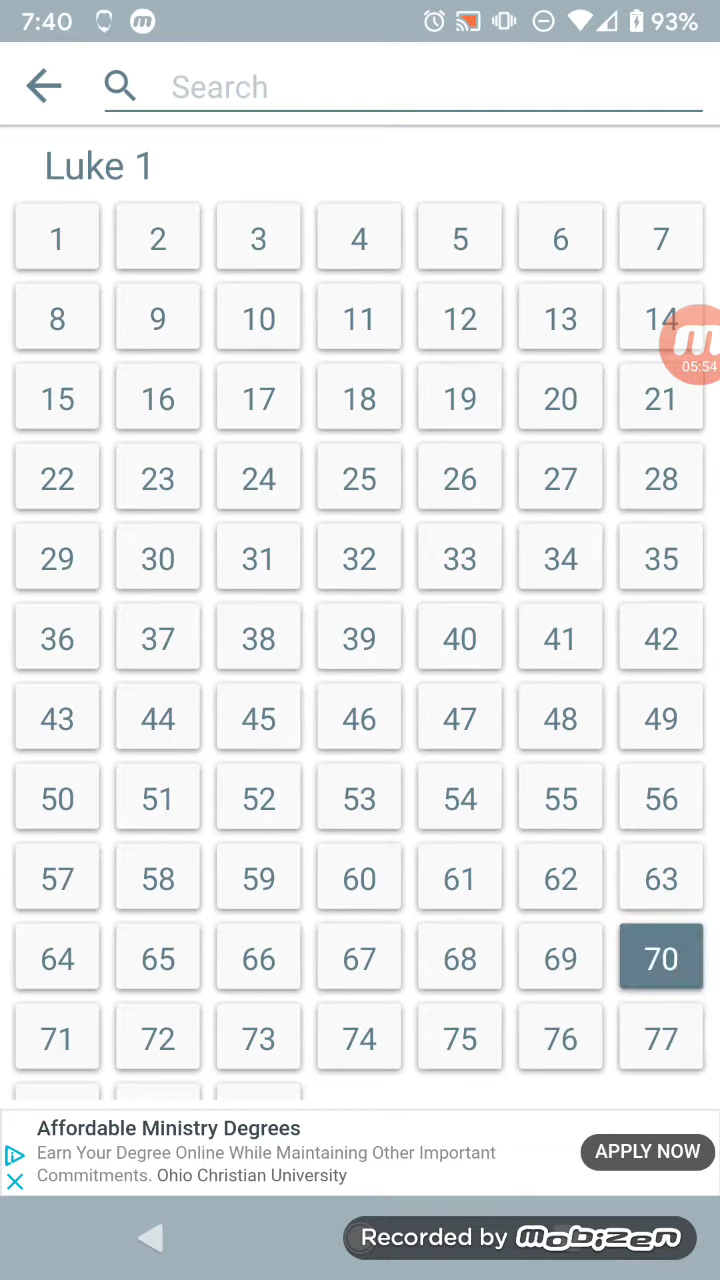 7:40 93%
Search
Luke 1
1 2 3 4 5 6 7
8 9 10 11 12 13 14
m
05:54
15 16 17 18 19 20 21
22 23 24 25 26 27 28
29 30 31 32 33 34 35
36 37 38 39 40 41 42
43 44 45 46 47 48 49
50 51 52 53 54 55 56
57 58 59 60 61 62 63
64 65 66 67 68 69 70
71 72 73 74 75 76 77
Affordable Ministry Degrees
Earn Your Degree Online While Maintaining Other Important
Commitments. Ohio Christian University
APPLY NOW
Recorded by mobizen